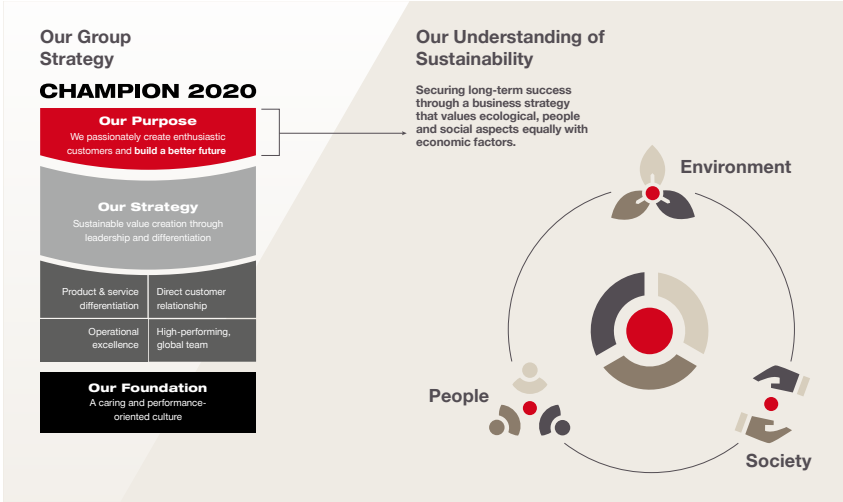 Our Group
Strategy
CHAMPION 2020
Our Purpose
We passionately create enthusiastic
customers and build a better future
Our Strategy
Sustainable value creation through
leadership and differentiation
Product & service
differentiation
Direct customer
relationship
Operational
excellence
High-performing,
global team
Our Foundation
A caring and performance-
oriented culture
Our Understanding of
Sustainability
Securing long-term success
through a business strategy
that values ecological, people
and social aspects equally with
economic factors.
Environment
People
Society